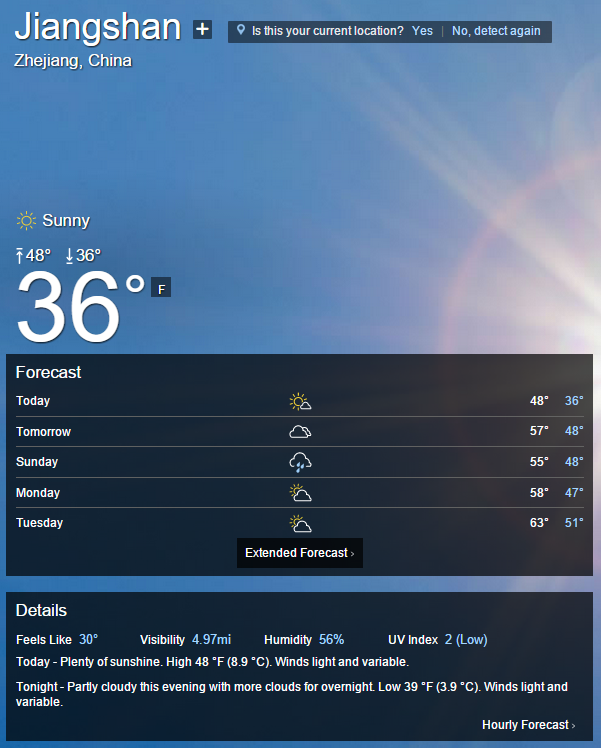 Jiangshan + Is this your current location? Yes | No, detect again
Zhejiang, China
Sunny
48° 36°
36° F
Forecast
Today 48° 36°
Tomorrow 57° 48°
Sunday 55° 48°
Monday 58° 47°
Tuesday 63° 51°
Extended Forecast ›
Details
Feels Like 30° Visibility 4.97mi Humidity 56% UV Index 2 (Low)
Today - Plenty of sunshine. High 48 °F (8.9 °C). Winds light and variable.
Tonight - Partly cloudy this evening with more clouds for overnight. Low 39 °F (3.9 °C). Winds light and
variable.
Hourly Forecast ›